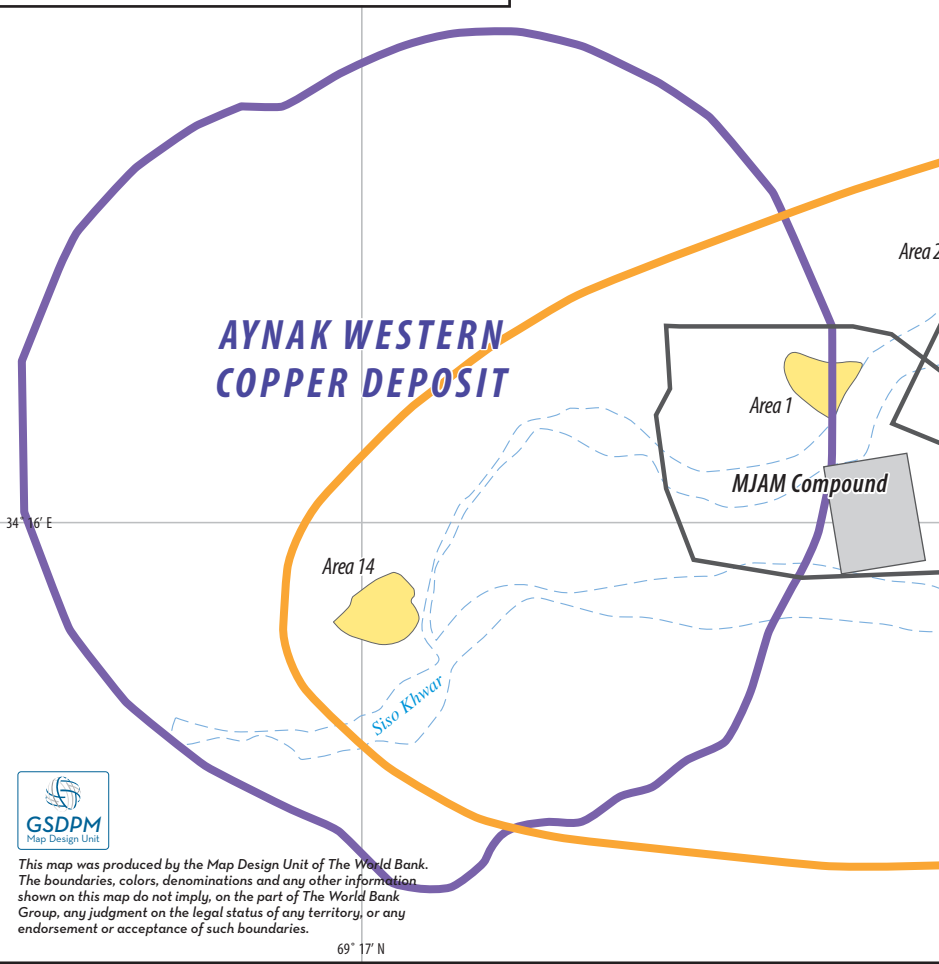 Area 2
AYNAK WESTERN
COPPER DEPOSIT
Area 1
MJAM Compound
34° 16′ E
Area 14
Siso Khwar
GSDPM
Map Design Unit
This map was produced by the Map Design Unit of The World Bank.
The boundaries, colors, denominations and any other information
shown on this map do not imply, on the part of The World Bank
Group, any judgment on the legal status of any territory, or any
endorsement or acceptance of such boundaries.
69° 17′ N